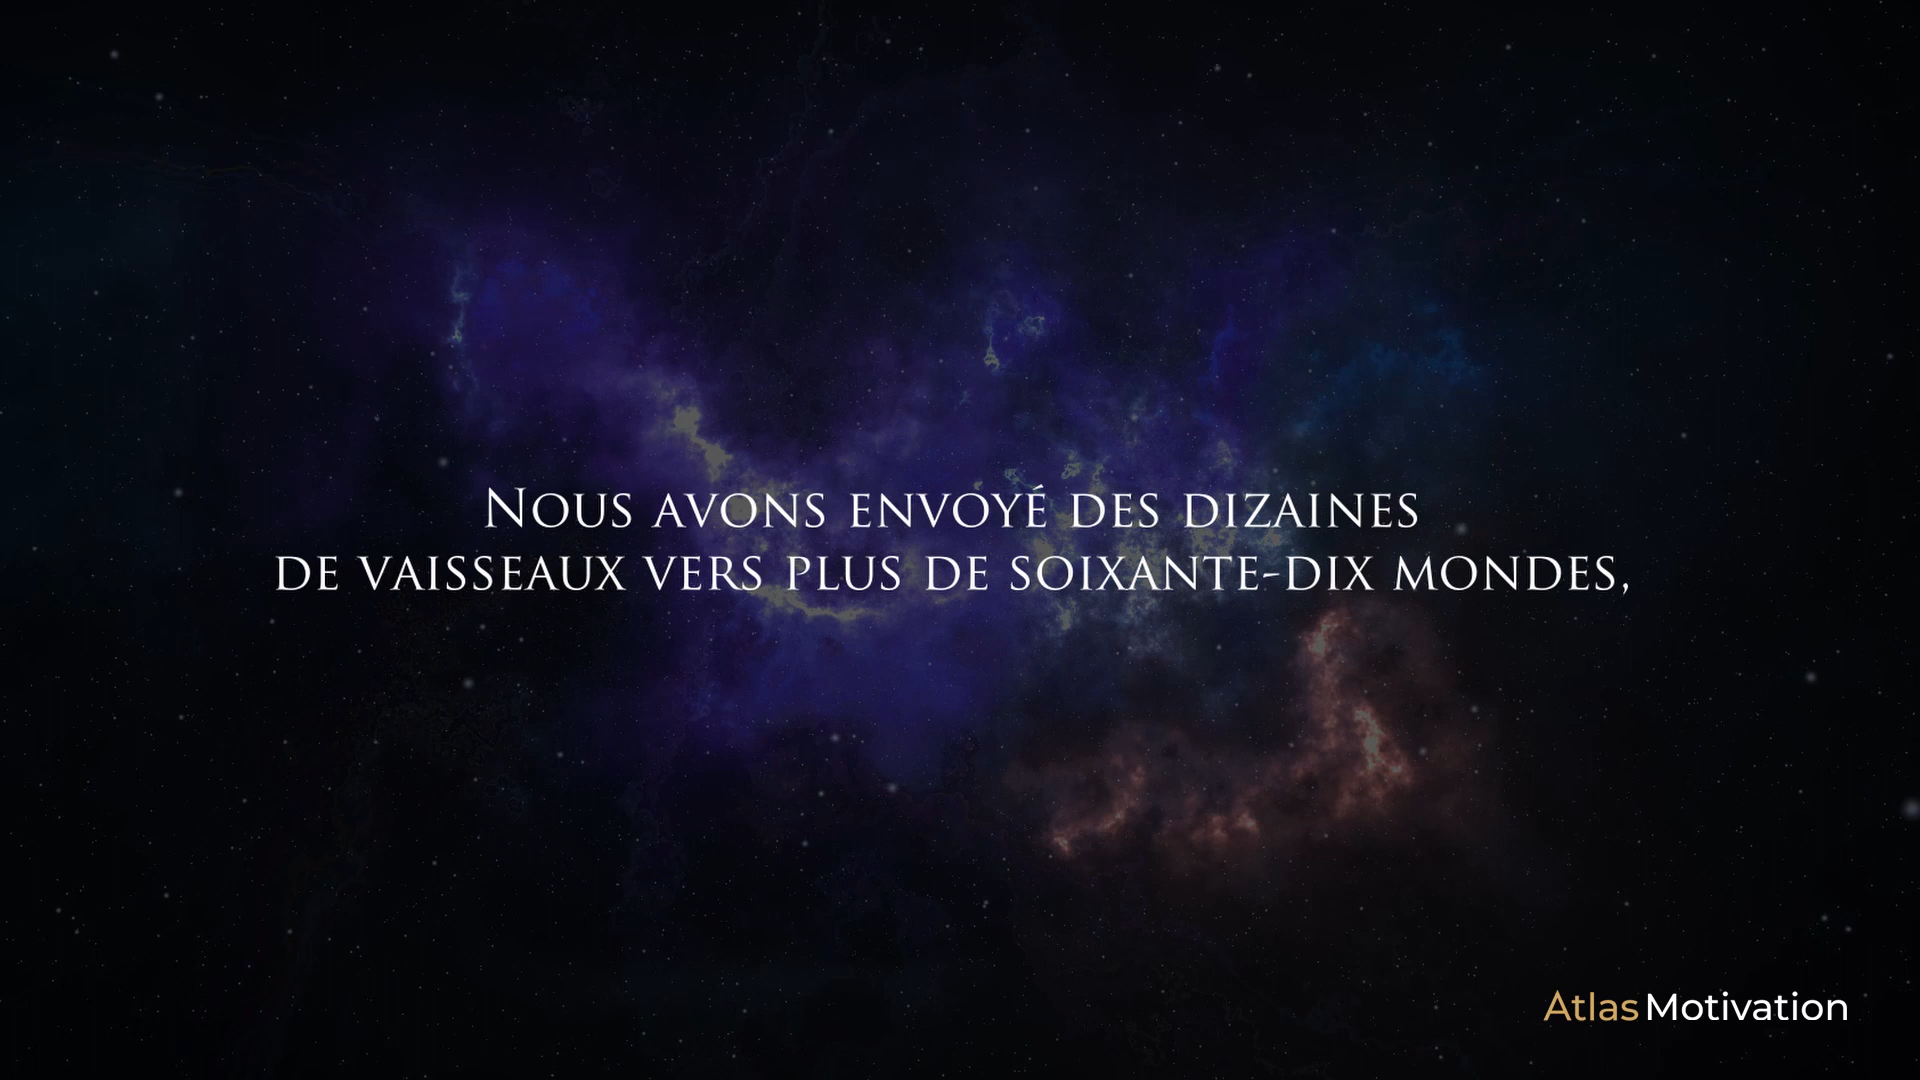 Nous avons envoyé des dizaines
de vaisseaux vers plus de soixante-dix mondes,
Atlas Motivation